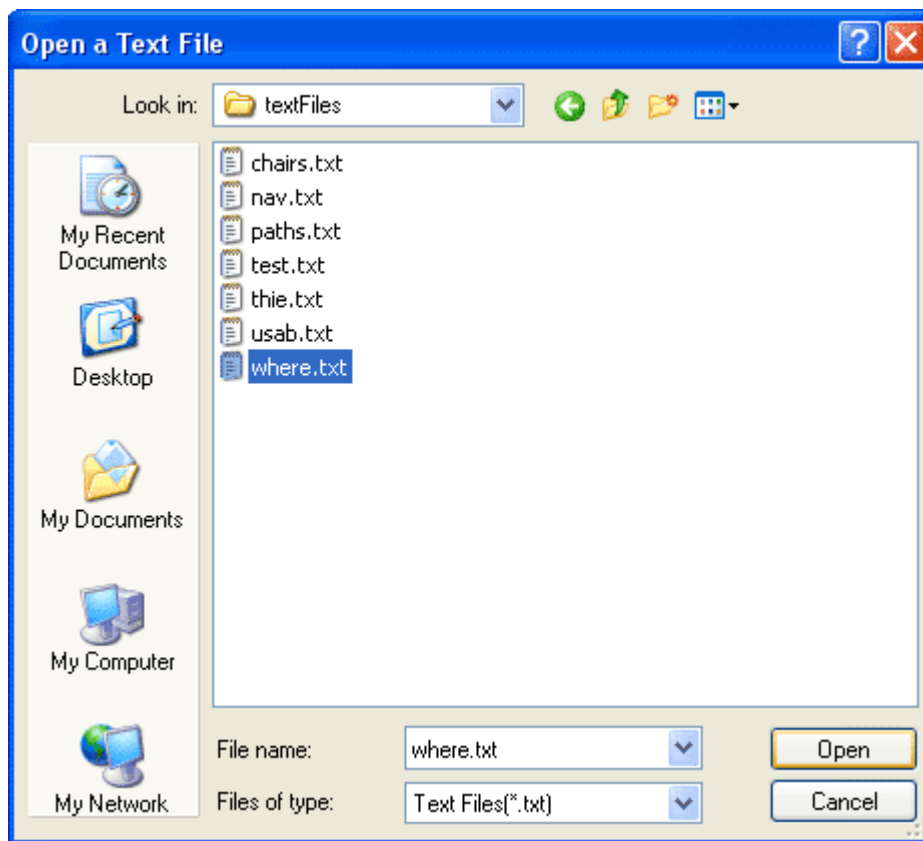 Open a Text File
Look in: textFiles
My Recent
Documents
Desktop
My Documents
My Computer
My Network
chairs.txt
nav.txt
paths.txt
test.txt
thie.txt
usab.txt
where.txt
File name: where.txt Open
Files of type: Text Files(*.txt) Cancel